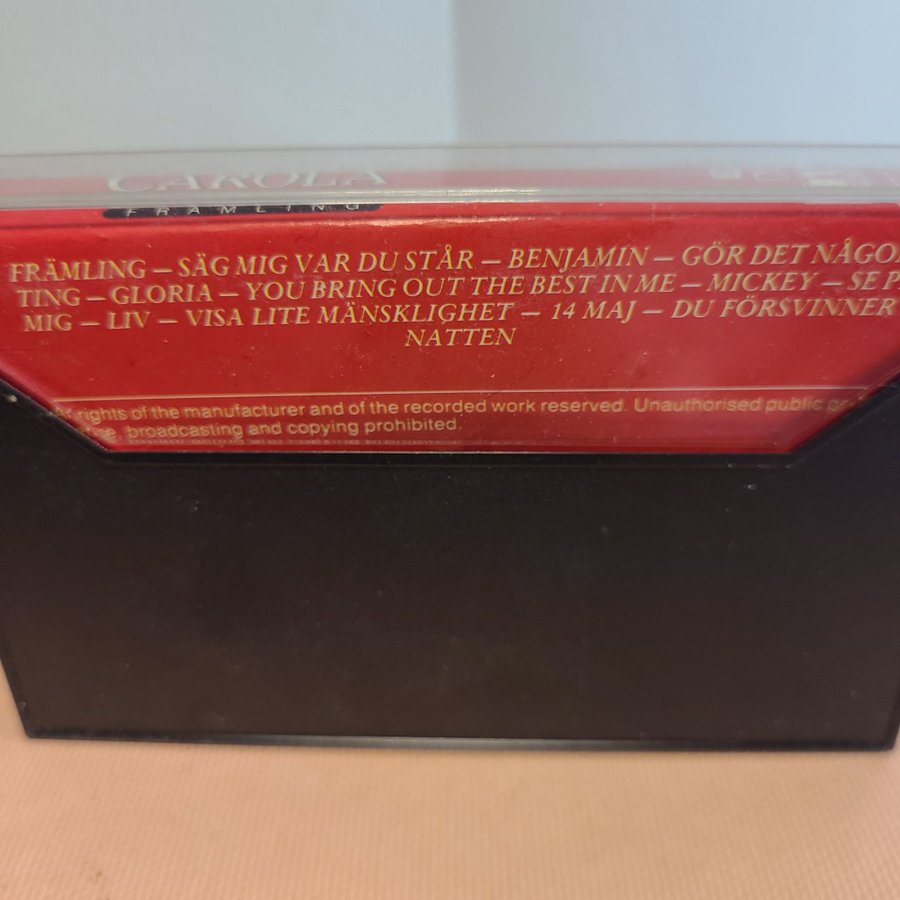 CAROLA
FRÄMLING
FRÄMLING – SÄG MIG VAR DU STÅR – BENJAMIN – GÖR DET NÅGO
TING – GLORIA – YOU BRING OUT THE BEST IN ME – MICKEY – SE P
MIG – LIV – VISA LITE MÄNSKLIGHET – 14 MAJ – DU FÖRSVINNER
NATTEN
rights of the manufacturer and of the recorded work reserved. Unauthorised public
broadcasting and copying prohibited.